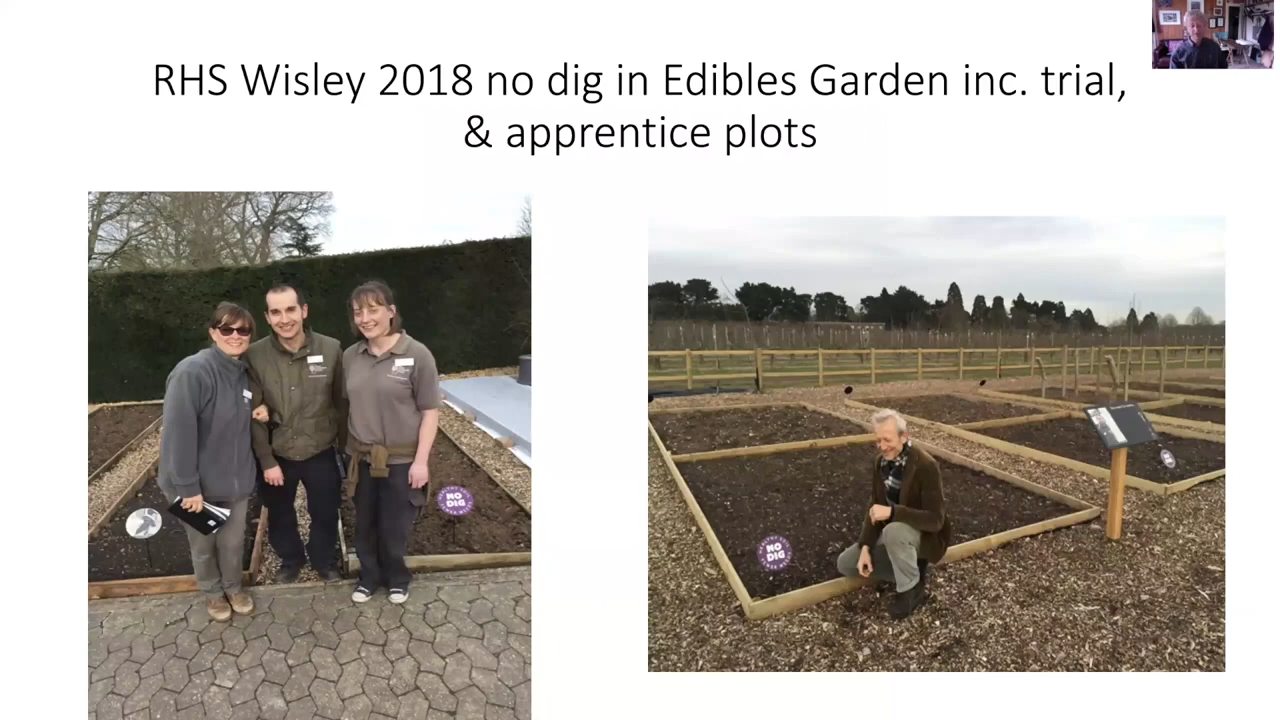 RHS Wisley 2018 no dig in Edibles Garden inc. trial,
& apprentice plots
NO
DIG
NO
DIG